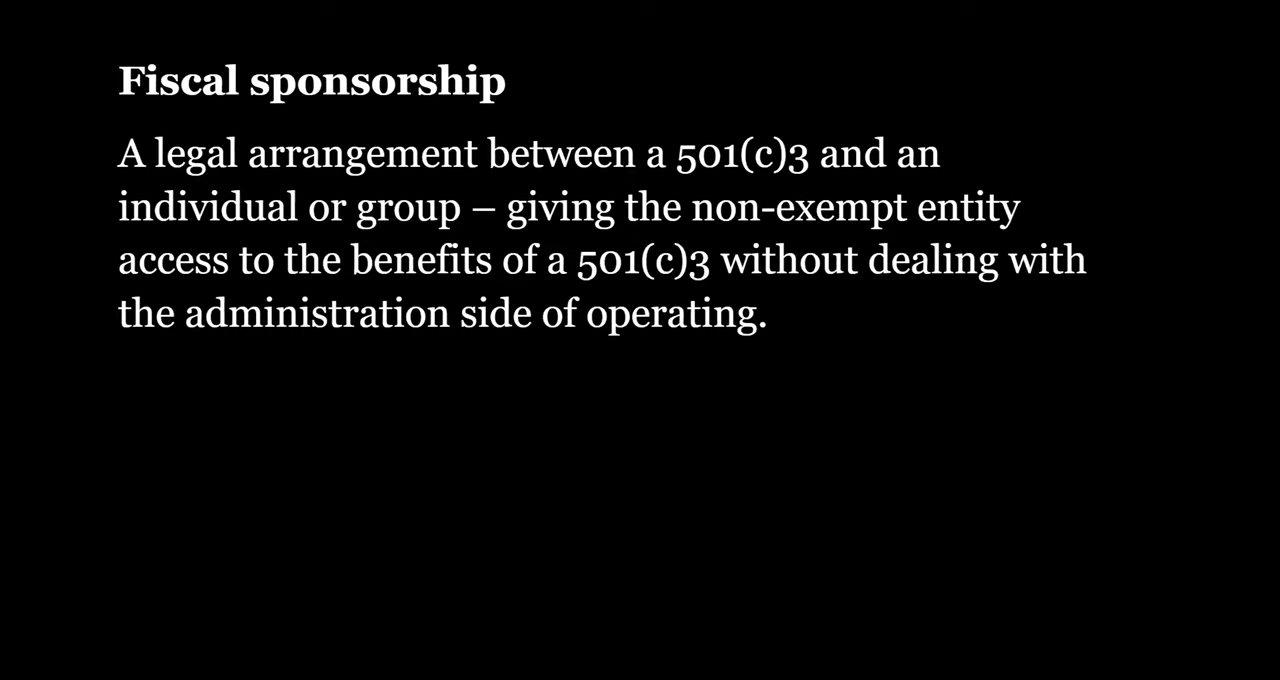 Fiscal sponsorship
A legal arrangement between a 501(c)3 and an
individual or group – giving the non-exempt entity
access to the benefits of a 501(c)3 without dealing with
the administration side of operating.